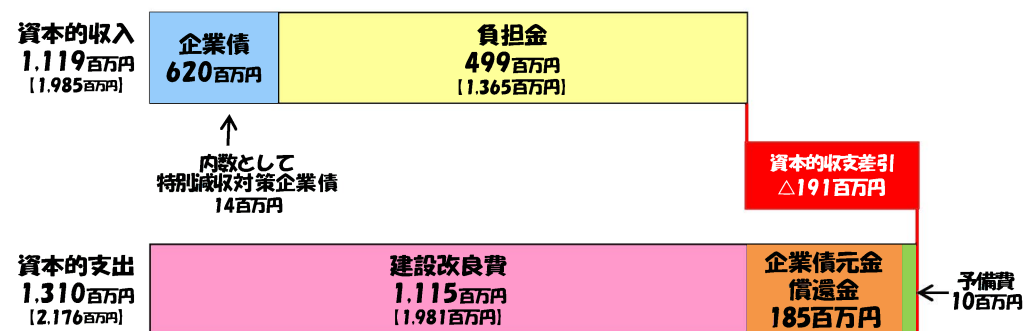 資本的収入
1,119百万円
【1,985百万円】
企業債
620百万円
負担金
499百万円
【1,365百万円】
内数として
特別減収対策企業債
14百万円
資本的収支差引
△191百万円
資本的支出
1,310百万円
【2,176百万円】
建設改良費
1,115百万円
【1,981百万円】
企業債元金
償還金
185百万円
予備費
10百万円